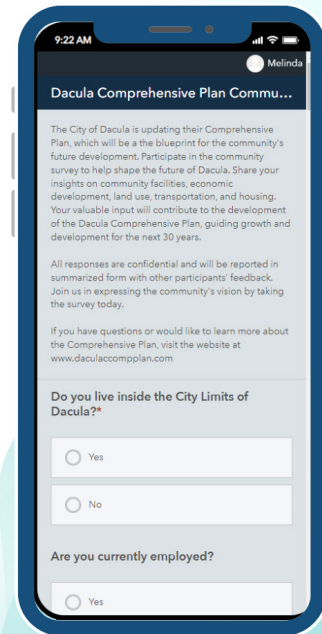 9:22 AM
Melinda
Dacula Comprehensive Plan Commu...
The City of Dacula is updating their Comprehensive
Plan, which will be a the blueprint for the community's
future development. Participate in the community
survey to help shape the future of Dacula. Share your
insights on community facilities, economic
development, land use, transportation, and housing.
Your valuable input will contribute to the development
of the Dacula Comprehensive Plan, guiding growth and
development for the next 30 years.
All responses are confidential and will be reported in
summarized form with other participants' feedback.
Join us in expressing the community's vision by taking
the survey today.
If you have questions or would like to learn more about
the Comprehensive Plan, visit the website at
www.daculaccompplan.com
Do you live inside the City Limits of
Dacula?*
Yes
No
Are you currently employed?
Yes